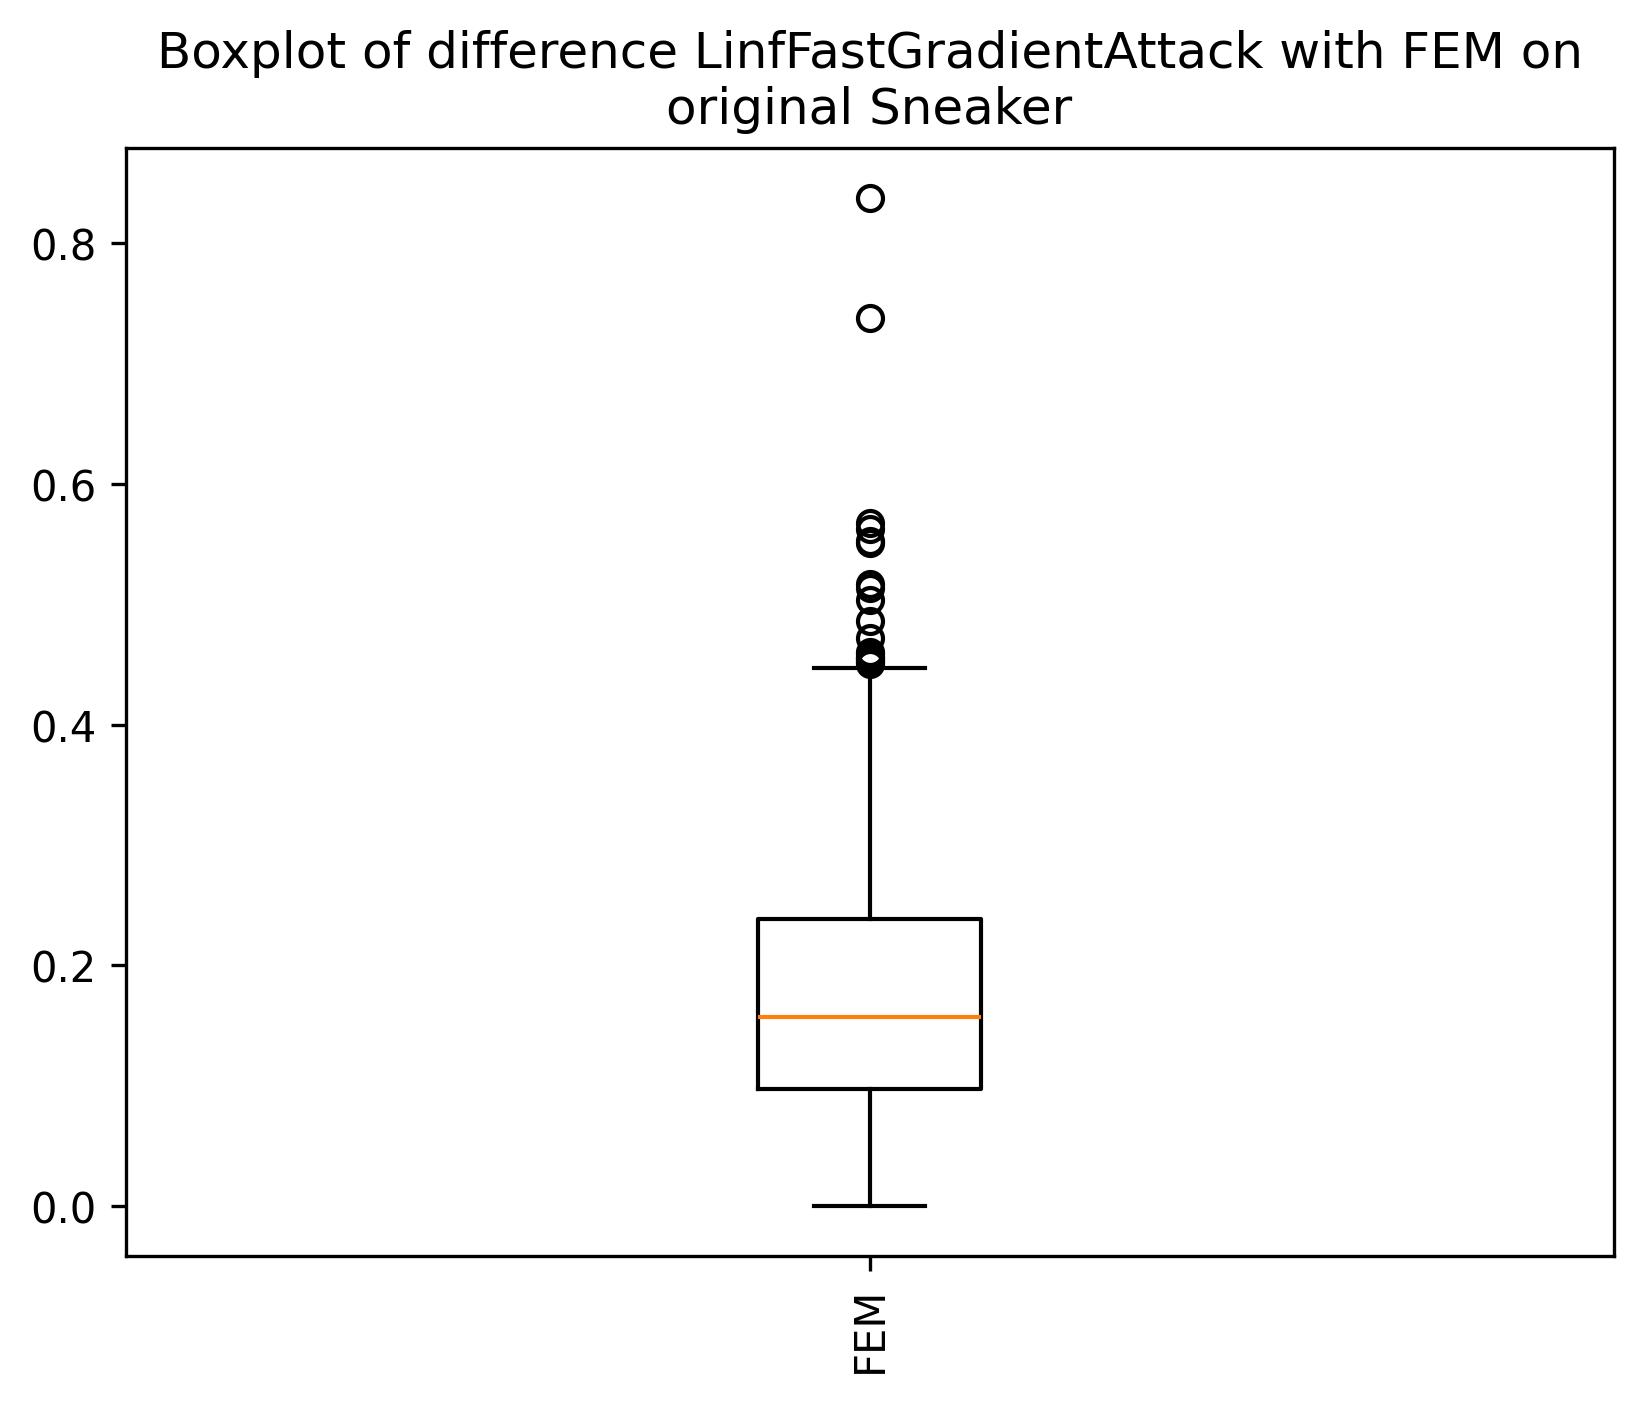 Boxplot of difference LinfFastGradientAttack with FEM on
original Sneaker
0.8
0.6
0.4
0.2
0.0
FEM